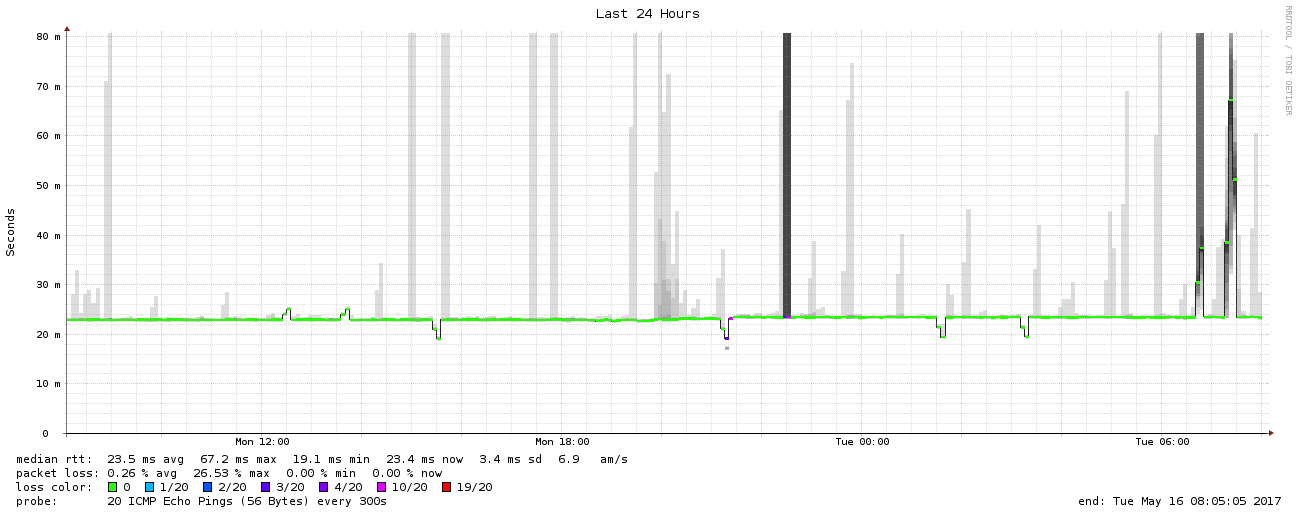 Last 24 Hours
RRDTOOL / TOBI OETIKER
Seconds
80 m
70 m
60 m
50 m
40 m
30 m
20 m
10 m
0
Mon 12:00 Mon 18:00 Tue 00:00 Tue 06:00
median rtt: 23.5 ms avg 67.2 ms max 19.1 ms min 23.4 ms now 3.4 ms sd 6.9 am/s
packet loss: 0.26 % avg 26.53 % max 0.00 % min 0.00 % now
loss color: 0 1/20 2/20 3/20 4/20 10/20 19/20
probe: 20 ICMP Echo Pings (56 Bytes) every 300s end: Tue May 16 08:05:05 2017